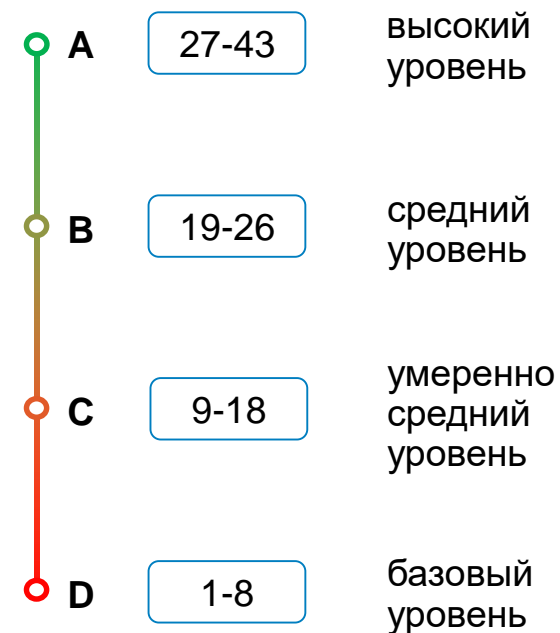 A 27-43 высокий
уровень
B 19-26 средний
уровень
C 9-18 умеренно
средний
уровень
D 1-8 базовый
уровень